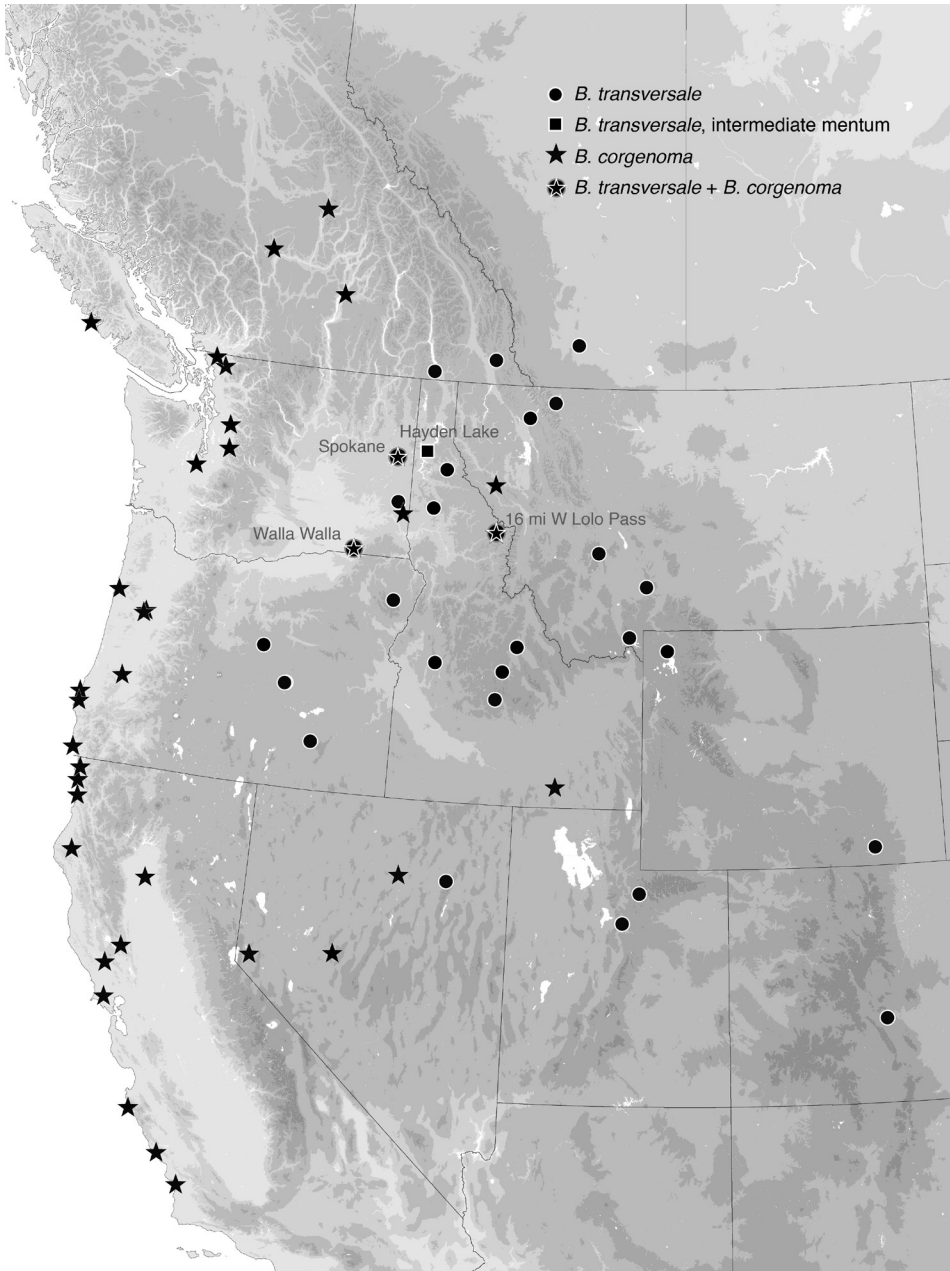 B. transversale
B. transversale, intermediate mentum
B. corgenoma
B. transversale + B. corgenoma
Hayden Lake
Spokane
16 mi W Lolo Pass
Walla Walla